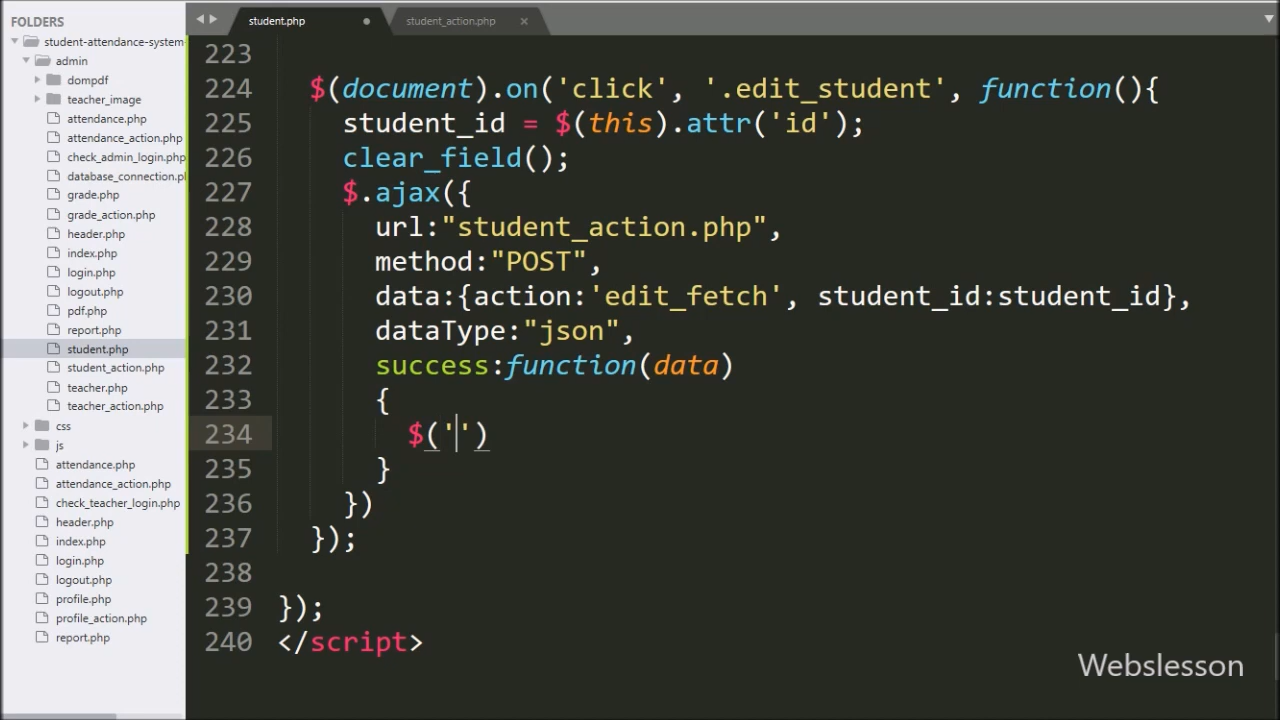 FOLDERS
student-attendance-system
admin
dompdf
teacher_image
attendance.php
attendance_action.php
check_admin_login.php
database_connection.pl
grade.php
grade_action.php
header.php
index.php
login.php
logout.php
pdf.php
report.php
student.php
student_action.php
teacher.php
teacher_action.php
css
js
attendance.php
attendance_action.php
check_teacher_login.php
header.php
index.php
login.php
logout.php
profile.php
profile_action.php
report.php
student.php
student_action.php ×
223
224 $(document).on('click', '.edit_student', function(){
225 student_id = $(this).attr('id');
226 clear_field();
227 $.ajax({
228 url:"student_action.php",
229 method:"POST",
230 data:{action:'edit_fetch', student_id:student_id},
231 dataType:"json",
232 success:function(data)
233 {
234 $('')
235 }
236 })
237 });
238
239 });
240 </script>
Webslesson